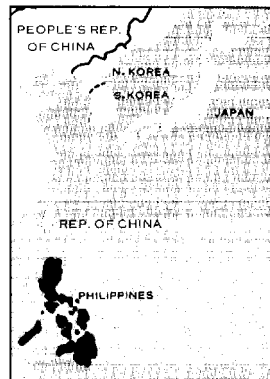 PEOPLE'S REP.
OF CHINA
N. KOREA
S. KOREA
JAPAN
REP. OF CHINA
PHILIPPINES